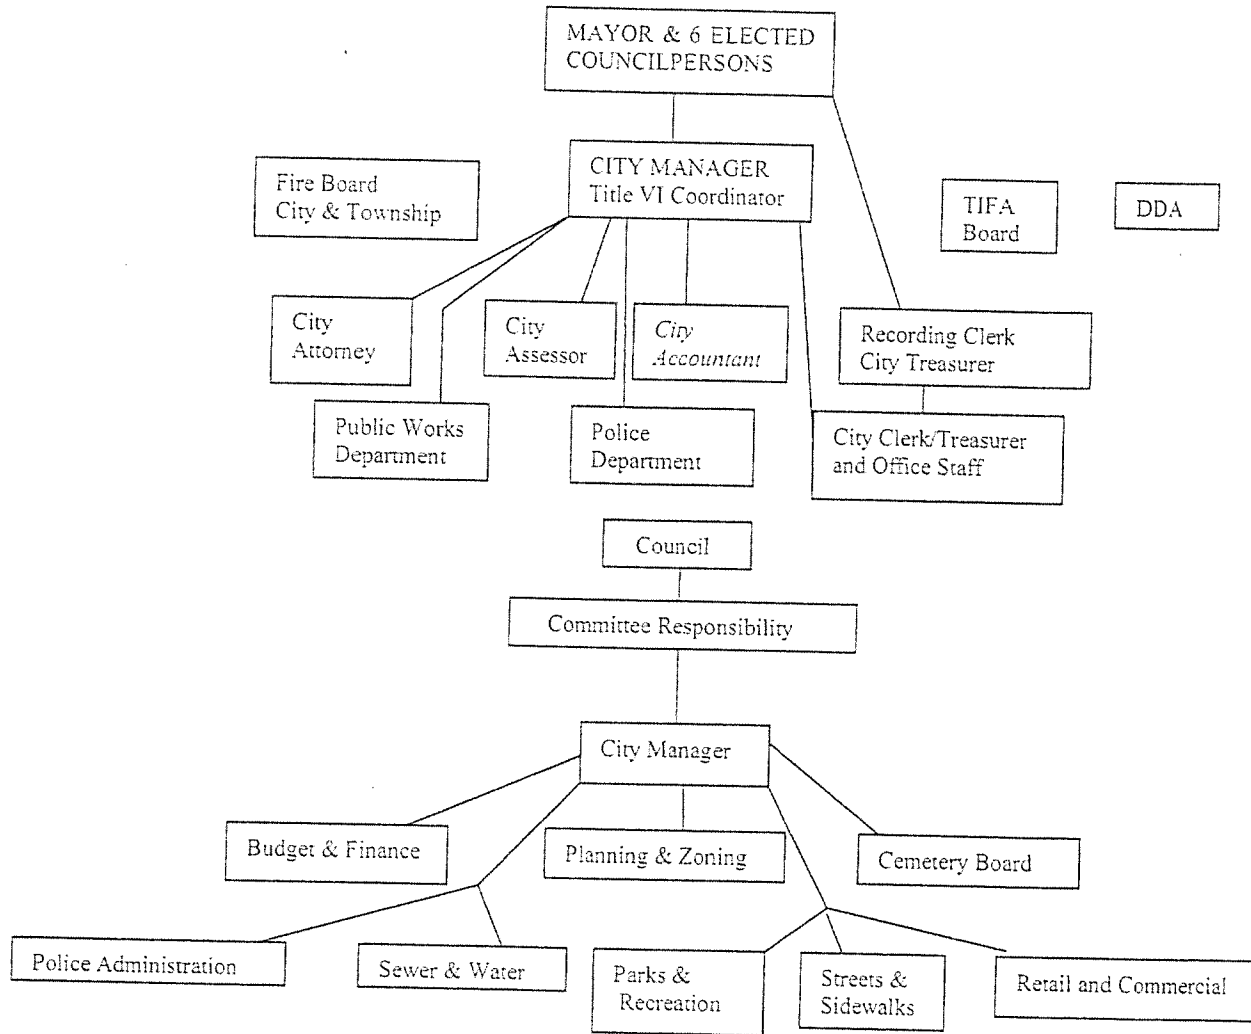 MAYOR & 6 ELECTED
COUNCILPERSONS
CITY MANAGER
Title VI Coordinator
Fire Board
City & Township
TIFA
Board
DDA
City
Attorney
City
Assessor
City
Accountant
Recording Clerk
City Treasurer
Public Works
Department
Police
Department
City Clerk/Treasurer
and Office Staff
Council
Committee Responsibility
City Manager
Budget & Finance
Planning & Zoning
Cemetery Board
Police Administration
Sewer & Water
Parks &
Recreation
Streets &
Sidewalks
Retail and Commercial